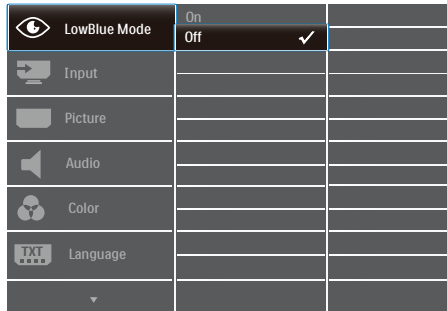 LowBlue Mode
On
Off
Input
Picture
Audio
Color
TXT
Language